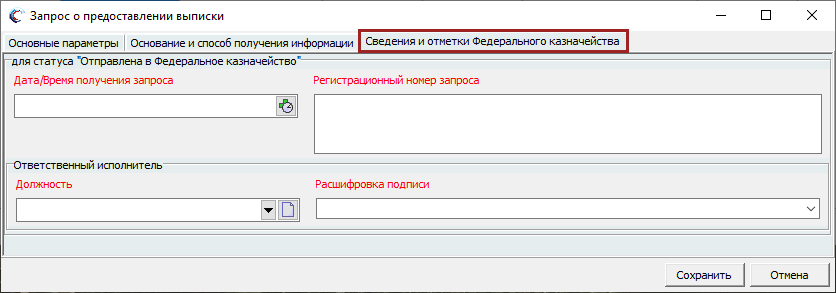 Запрос о предоставлении выписки
Основные параметры Основание и способ получения информации Сведения и отметки Федерального казначейства
для статуса "Отправлена в Федеральное казначейство"
Дата/Время получения запроса Регистрационный номер запроса
Ответственный исполнитель
Должность Расшифровка подписи
Сохранить Отмена